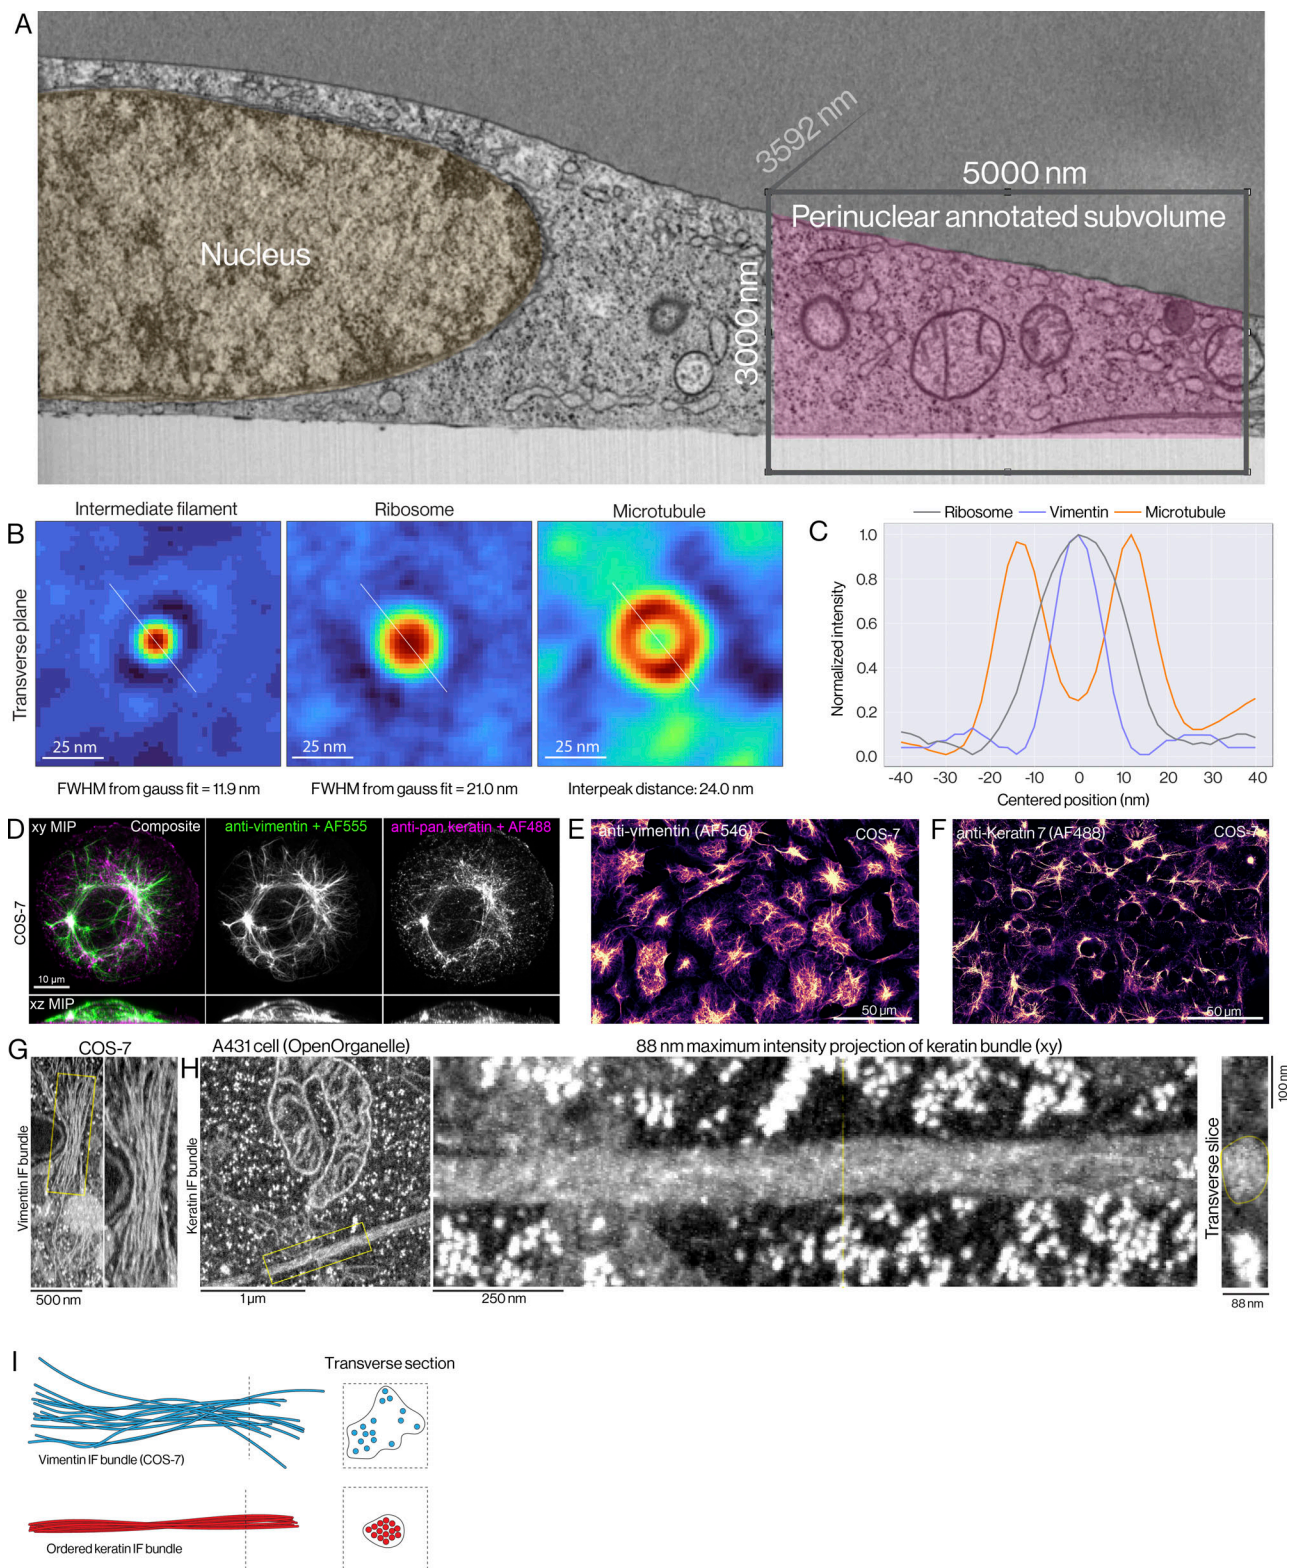 A
3592 nm
5000 nm
Perinuclear annotated subvolume
Nucleus
3000 nm
B
Intermediate filament
Ribosome
Microtubule
Transverse plane
25 nm
25 nm
25 nm
FWHM from gauss fit = 11.9 nm
FWHM from gauss fit = 21.0 nm
Interpeak distance: 24.0 nm
C
Ribosome
Vimentin
Microtubule
Normalized intensity
1.0
0.8
0.6
0.4
0.2
0.0
-40
-30
-20
-10
0
10
20
30
40
Centered position (nm)
D
xy MIP
Composite
anti-vimentin + AF555
anti-pan keratin + AF488
COS-7
10 µm
xz MIP
E
anti-vimentin (AF546)
COS-7
50 µm
F
anti-Keratin 7 (AF488)
COS-7
50 µm
G
COS-7
Vimentin IF bundle
500 nm
H
A431 cell (OpenOrganelle)
Keratin IF bundle
1 µm
88 nm maximum intensity projection of keratin bundle (xy)
250 nm
Transverse slice
100 nm
88 nm
I
Transverse section
Vimentin IF bundle (COS-7)
Ordered keratin IF bundle